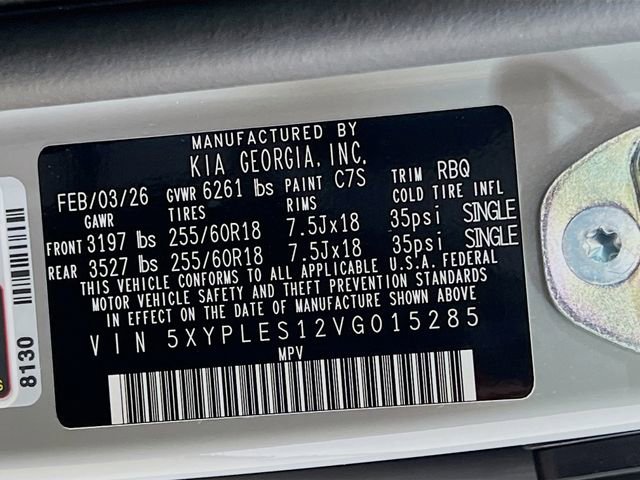 MANUFACTURED BY
KIA GEORGIA, INC.
FEB/03/26 GVWR 6261 lbs PAINT C7S TRIM RBQ
GAWR TIRES RIMS COLD TIRE INFL
FRONT 3197 lbs 255/60R18 7.5Jx18 35psi SINGLE
REAR 3527 lbs 255/60R18 7.5Jx18 35psi SINGLE
THIS VEHICLE CONFORMS TO ALL APPLICABLE U.S.A. FEDERAL
MOTOR VEHICLE SAFETY AND THEFT PREVENTION STANDARDS
IN EFFECT ON THE DATE OF MANUFACTURE SHOWN ABOVE.
VIN 5XYPLES12VG015285
MPV
8130